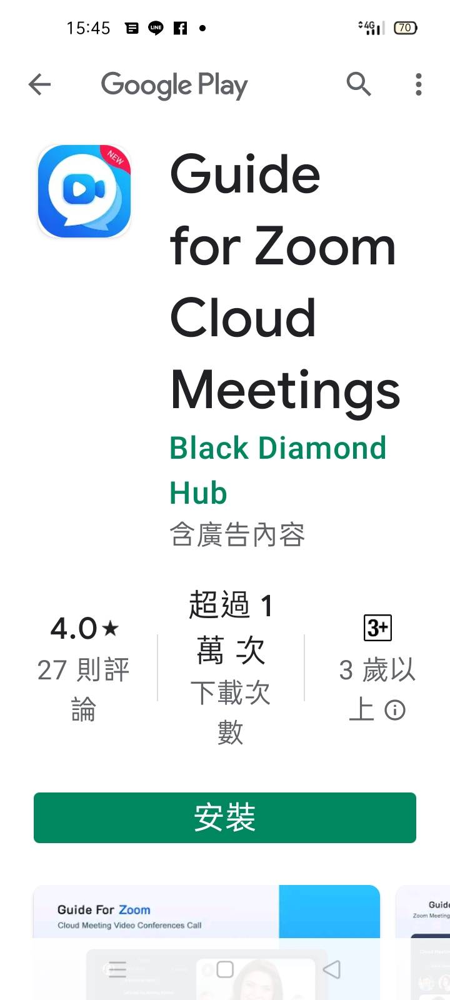 15:45 LINE 4G 70
Google Play
NEW
Guide
for Zoom
Cloud
Meetings
Black Diamond
Hub
含廣告內容
4.0★
27 則評
論
超過 1
萬 次
下載次
數
3+
3 歲以
上
安裝
Guide For Zoom
Cloud Meeting Video Conferences Call
Guide
Zoom Meeting